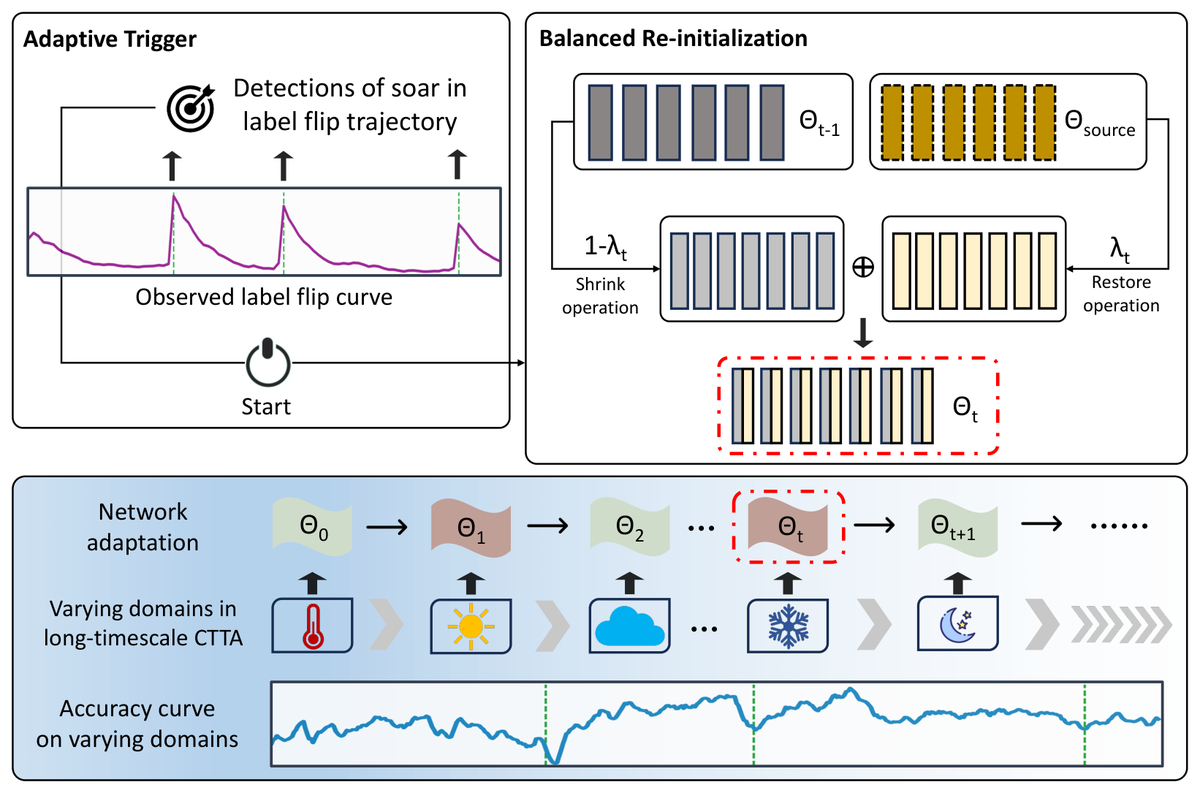 Adaptive Trigger
Detections of soar in
label flip trajectory
Observed label flip curve
Start
Balanced Re-initialization
Θt-1
Θsource
1-λt
Shrink
operation
⊕
λt
Restore
operation
Θt
Network
adaptation
Θ0
Θ1
Θ2
...
Θt
Θt+1
......
Varying domains in
long-timescale CTTA
...
Accuracy curve
on varying domains